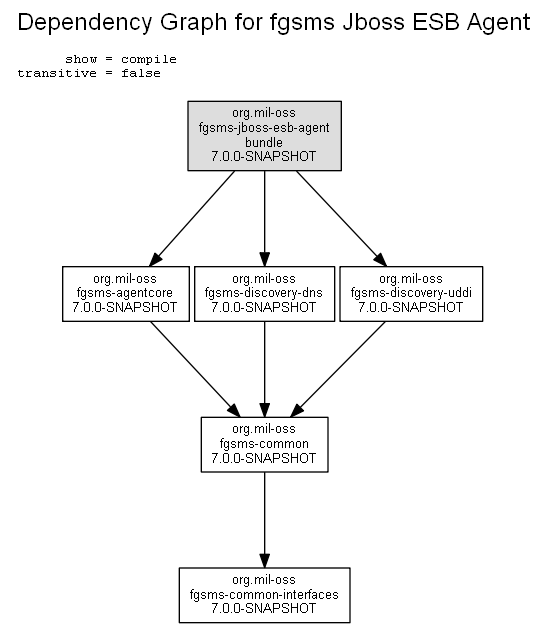 Dependency Graph for fgsms Jboss ESB Agent
show = compile
transitive = false
org.mil-oss
fgsms-jboss-esb-agent
bundle
7.0.0-SNAPSHOT
org.mil-oss
fgsms-agentcore
7.0.0-SNAPSHOT
org.mil-oss
fgsms-discovery-dns
7.0.0-SNAPSHOT
org.mil-oss
fgsms-discovery-uddi
7.0.0-SNAPSHOT
org.mil-oss
fgsms-common
7.0.0-SNAPSHOT
org.mil-oss
fgsms-common-interfaces
7.0.0-SNAPSHOT